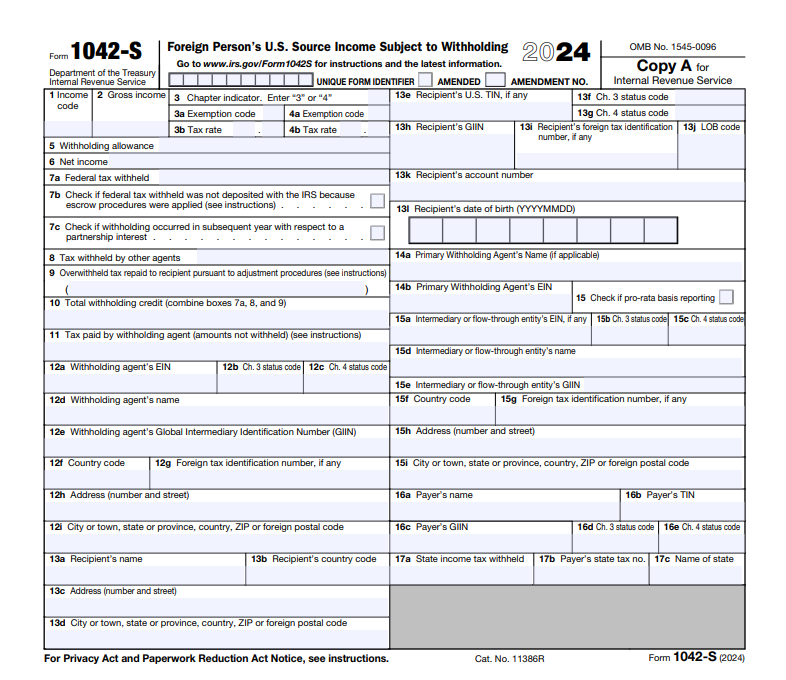 Form 1042-S
Department of the Treasury
Internal Revenue Service
Foreign Person's U.S. Source Income Subject to Withholding
Go to www.irs.gov/Form1042S for instructions and the latest information.
2024
OMB No. 1545-0096
Copy A for
Internal Revenue Service
UNIQUE FORM IDENTIFIER AMENDED AMENDMENT NO.
1 Income code
2 Gross income
3 Chapter indicator. Enter “3” or “4”
3a Exemption code
4a Exemption code
3b Tax rate .
4b Tax rate .
5 Withholding allowance
6 Net income
7a Federal tax withheld
7b Check if federal tax withheld was not deposited with the IRS because
escrow procedures were applied (see instructions) . . . . . .
7c Check if withholding occurred in subsequent year with respect to a
partnership interest . . . . . . . . . . . . . .
8 Tax withheld by other agents
9 Overwithheld tax repaid to recipient pursuant to adjustment procedures (see instructions)
( )
10 Total withholding credit (combine boxes 7a, 8, and 9)
11 Tax paid by withholding agent (amounts not withheld) (see instructions)
12a Withholding agent's EIN
12b Ch. 3 status code
12c Ch. 4 status code
12d Withholding agent's name
12e Withholding agent's Global Intermediary Identification Number (GIIN)
12f Country code
12g Foreign tax identification number, if any
12h Address (number and street)
12i City or town, state or province, country, ZIP or foreign postal code
13a Recipient's name
13b Recipient's country code
13c Address (number and street)
13d City or town, state or province, country, ZIP or foreign postal code
13e Recipient's U.S. TIN, if any
13f Ch. 3 status code
13g Ch. 4 status code
13h Recipient's GIIN
13i Recipient's foreign tax identification
number, if any
13j LOB code
13k Recipient's account number
13l Recipient's date of birth (YYYYMMDD)
14a Primary Withholding Agent's Name (if applicable)
14b Primary Withholding Agent's EIN
15 Check if pro-rata basis reporting
15a Intermediary or flow-through entity's EIN, if any
15b Ch. 3 status code
15c Ch. 4 status code
15d Intermediary or flow-through entity's name
15e Intermediary or flow-through entity's GIIN
15f Country code
15g Foreign tax identification number, if any
15h Address (number and street)
15i City or town, state or province, country, ZIP or foreign postal code
16a Payer's name
16b Payer's TIN
16c Payer's GIIN
16d Ch. 3 status code
16e Ch. 4 status code
17a State income tax withheld
17b Payer's state tax no.
17c Name of state
For Privacy Act and Paperwork Reduction Act Notice, see instructions.
Cat. No. 11386R
Form 1042-S (2024)